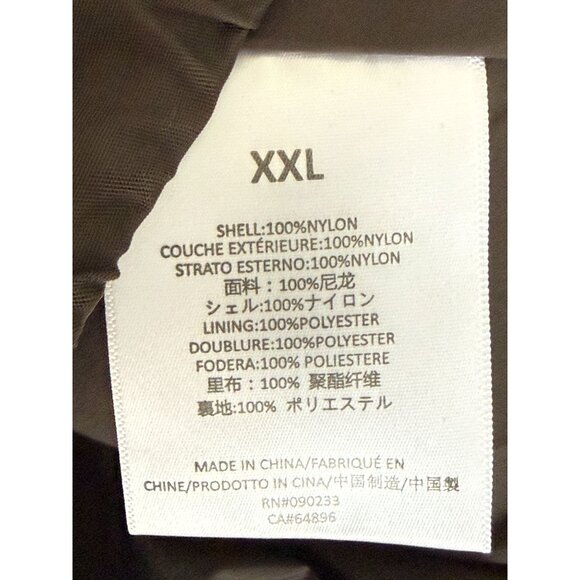 XXL
SHELL:100%NYLON
COUCHE EXTÉRIEURE:100%NYLON
STRATO ESTERNO:100%NYLON
面料：100%尼龙
シェル:100%ナイロン
LINING:100%POLYESTER
DOUBLURE:100%POLYESTER
FODERA:100% POLIESTERE
里布：100% 聚酯纤维
裏地:100% ポリエステル
MADE IN CHINA/FABRIQUÉ EN
CHINE/PRODOTTO IN CINA/中国制造/中国製
RN#090233
CA#64896